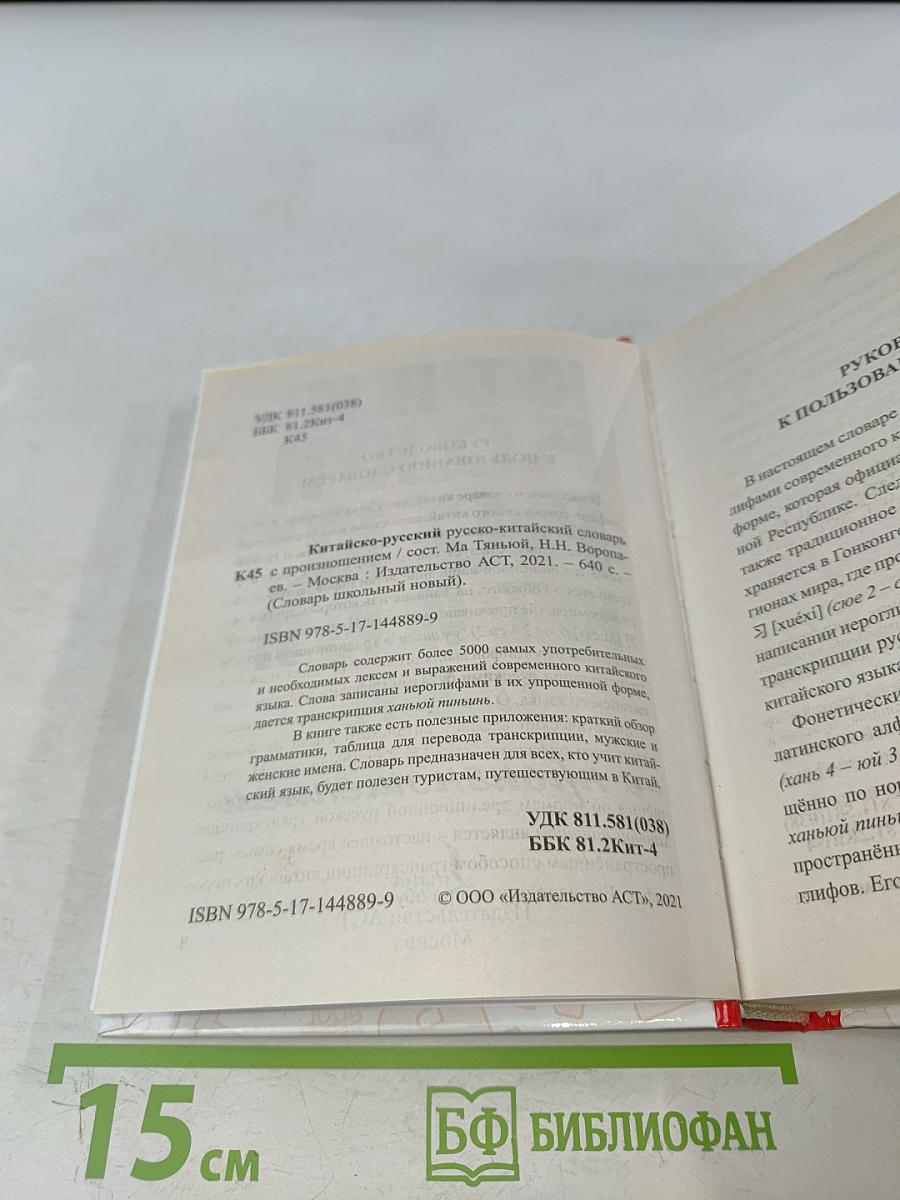 УДК 811.581(038)
ББК 81.2Кит-4
К45
Китайско-русский русско-китайский словарь
К45 с произношением / сост. Ма Тяньюй, Н.Н. Воропа-
ев. – Москва : Издательство АСТ, 2021. – 640 с. –
(Словарь школьный новый).
ISBN 978-5-17-144889-9
Словарь содержит более 5000 самых употребительных
и необходимых лексем и выражений современного китайского
языка. Слова записаны иероглифами в их упрощенной форме,
дается транскрипция ханьюй пиньинь.
В книге также есть полезные приложения: краткий обзор
грамматики, таблица для перевода транскрипции, мужские и
женские имена. Словарь предназначен для всех, кто учит китай-
ский язык, будет полезен туристам, путешествующим в Китай.
УДК 811.581(038)
ББК 81.2Кит-4
ISBN 978-5-17-144889-9 © ООО «Издательство АСТ», 2021
РУКОВ
К ПОЛЬЗОВА
В настоящем словаре
лифами современного к
форме, которая официа
ной Республике. След
также традиционное
храняется в Гонконге
гионах мира, где про
习 [xuéxí] (сюе 2 – с
написании иерогли
транскрипции рус
китайского языка
Фонетически
латинского алф
(хань 4 – юй 3
щённо по нор
ханьюй пинь
пространённ
глифов. Его
15 см
БФ БИБЛИОФАН